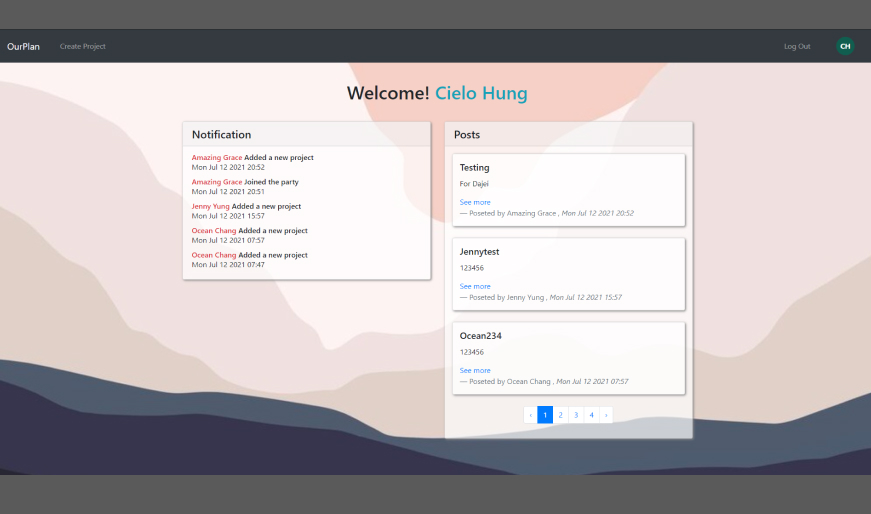 OurPlan Create Project Log Out CH
Welcome! Cielo Hung
Notification
Amazing Grace Added a new project
Mon Jul 12 2021 20:52
Amazing Grace Joined the party
Mon Jul 12 2021 20:51
Jenny Yung Added a new project
Mon Jul 12 2021 15:57
Ocean Chang Added a new project
Mon Jul 12 2021 07:57
Ocean Chang Added a new project
Mon Jul 12 2021 07:47
Posts
Testing
For Dajei
See more
— Poseted by Amazing Grace , Mon Jul 12 2021 20:52
Jennytest
123456
See more
— Poseted by Jenny Yung , Mon Jul 12 2021 15:57
Ocean234
123456
See more
— Poseted by Ocean Chang , Mon Jul 12 2021 07:57
‹ 1 2 3 4 ›